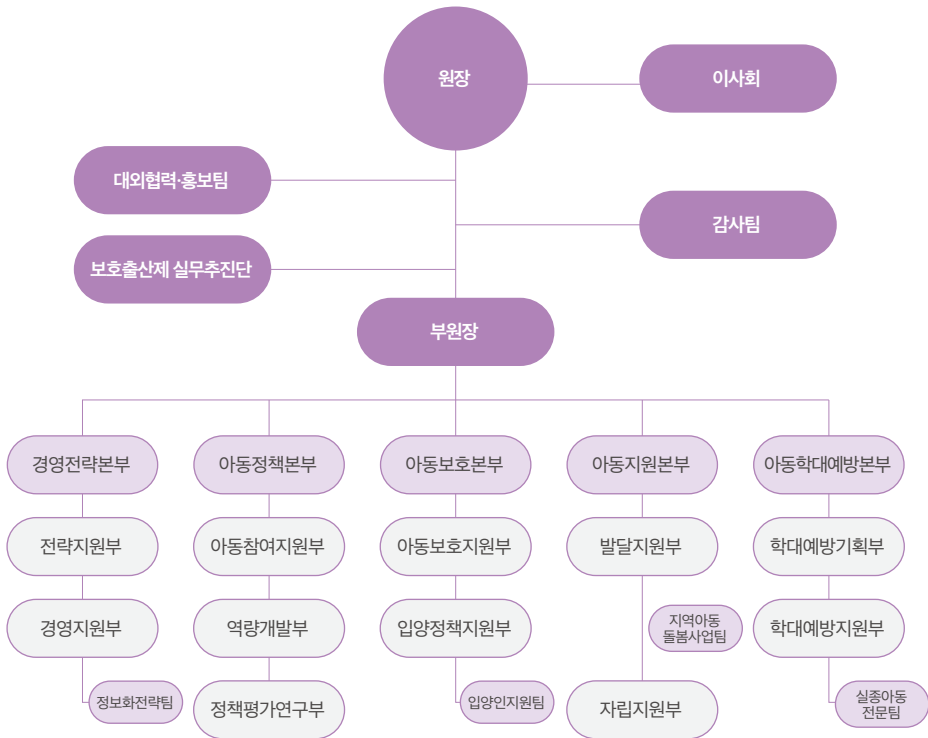 원장
이사회
대외협력·홍보팀
감사팀
보호출산제 실무추진단
부원장
경영전략본부
아동정책본부
아동보호본부
아동지원본부
아동학대예방본부
전략지원부
아동참여지원부
아동보호지원부
발달지원부
학대예방기획부
경영지원부
역량개발부
입양정책지원부
지역아동
돌봄사업팀
학대예방지원부
정보화전략팀
정책평가연구부
입양인지원팀
자립지원부
실종아동
전문팀